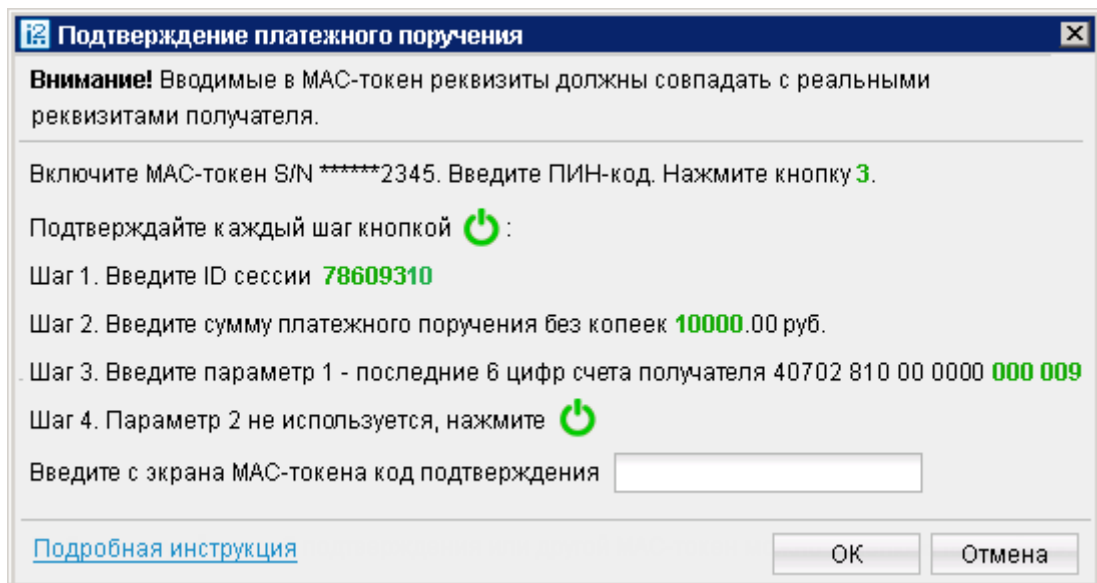 i2 Подтверждение платежного поручения
Внимание! Вводимые в МАС-токен реквизиты должны совпадать с реальными
реквизитами получателя.
Включите МАС-токен S/N ******2345. Введите ПИН-код. Нажмите кнопку 3.
Подтверждайте каждый шаг кнопкой :
Шаг 1. Введите ID сессии 78609310
Шаг 2. Введите сумму платежного поручения без копеек 10000.00 руб.
Шаг 3. Введите параметр 1 - последние 6 цифр счета получателя 40702 810 00 0000 000 009
Шаг 4. Параметр 2 не используется, нажмите
Введите с экрана МАС-токена код подтверждения
Подробная инструкция
ОК Отмена